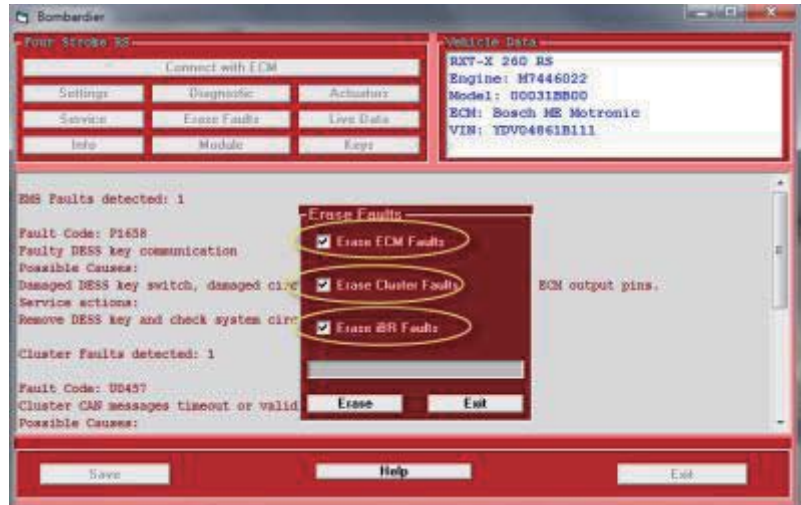 Bombardier
Four Stroke RS
Connect with ECM
Settings
Diagnostic
Actuators
Service
Erase Faults
Live Data
Info
Module
Keys
Vehicle Data
RXT-X 260 RS
Engine: M7446022
Model: 00031BB00
ECM: Bosch ME Motronic
VIN: YDV04861B111
EMS Faults detected: 1
Fault Code: P1658
Faulty DESS key communication
Possible Causes:
Damaged DESS key switch, damaged circ ECM output pins.
Service actions:
Remove DESS key and check system circ
Cluster Faults detected: 1
Fault Code: U0457
Cluster CAN messages timeout or valid
Possible Causes:
Erase Faults
Erase ECM Faults
Erase Cluster Faults
Erase iBR Faults
Erase
Exit
Save
Help
Exit